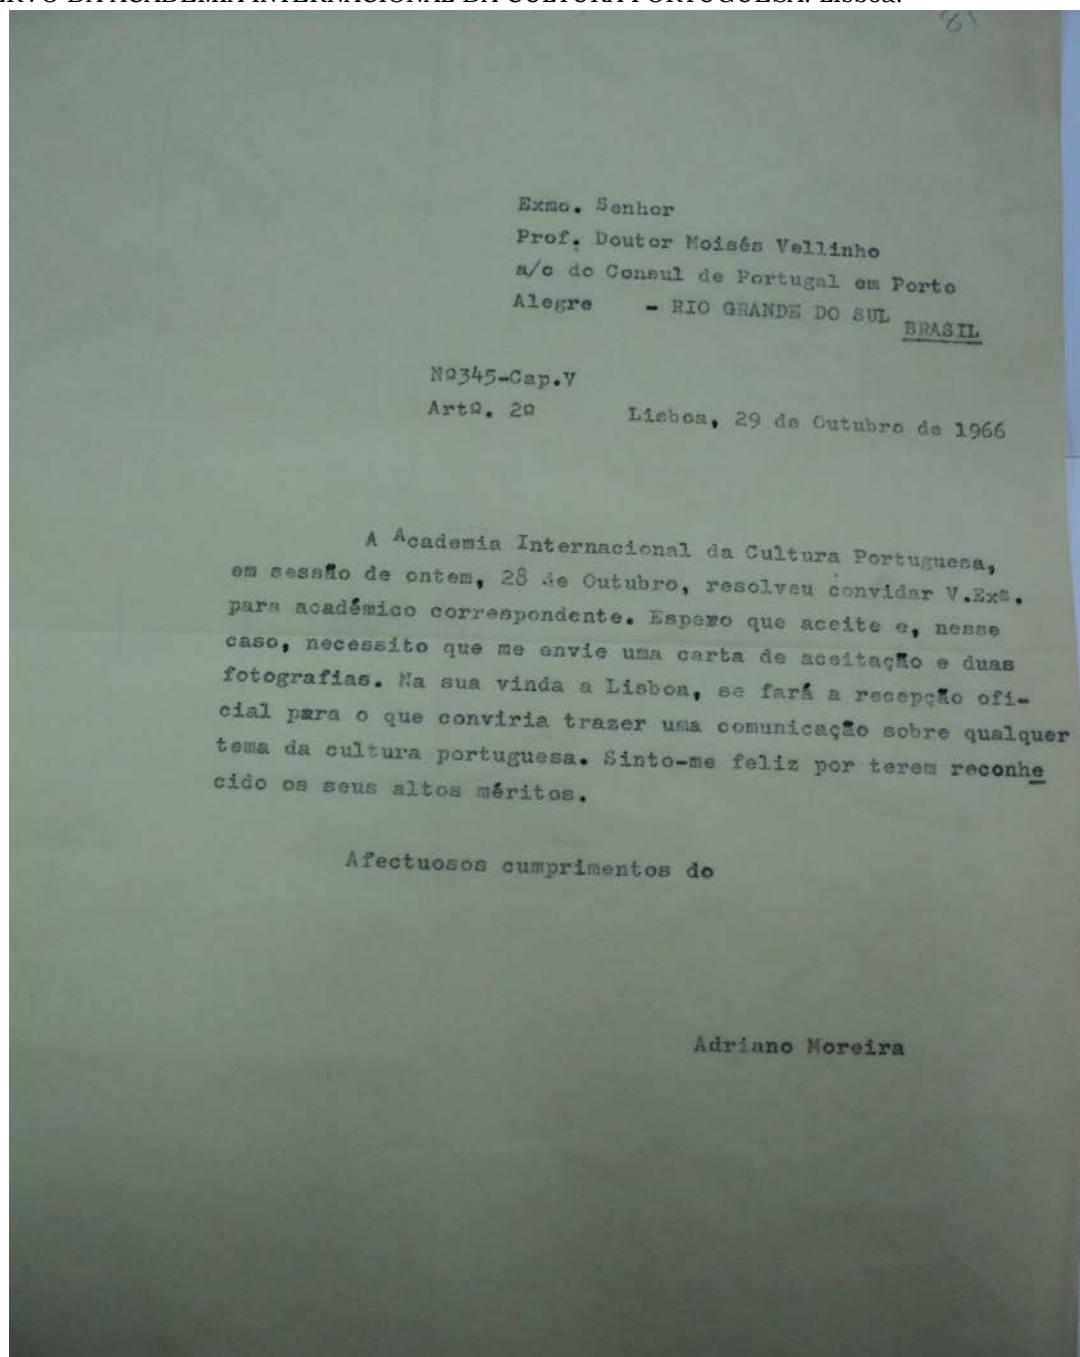 DA ACADEMIA INTERNACIONAL DA CULTURA PORTUGUESA. Lisboa.
81
Exmo. Senhor
Prof. Doutor Moisés Vellinho
a/c do Consul de Portugal em Porto
Alegre - RIO GRANDE DO SUL
BRASIL
Nº345-Cap.V
Artº. 2º Lisboa, 29 de Outubro de 1966
A Academia Internacional da Cultura Portuguesa,
em sessão de ontem, 28 de Outubro, resolveu convidar V.Exª.
para académico correspondente. Espero que aceite e, nesse
caso, necessito que me envie uma carta de aceitação e duas
fotografias. Na sua vinda a Lisboa, se fará a recepção ofi-
cial para o que conviria trazer uma comunicação sobre qualquer
tema da cultura portuguesa. Sinto-me feliz por terem reconhe
cido os seus altos méritos.
Afectuosos cumprimentos do
Adriano Moreira